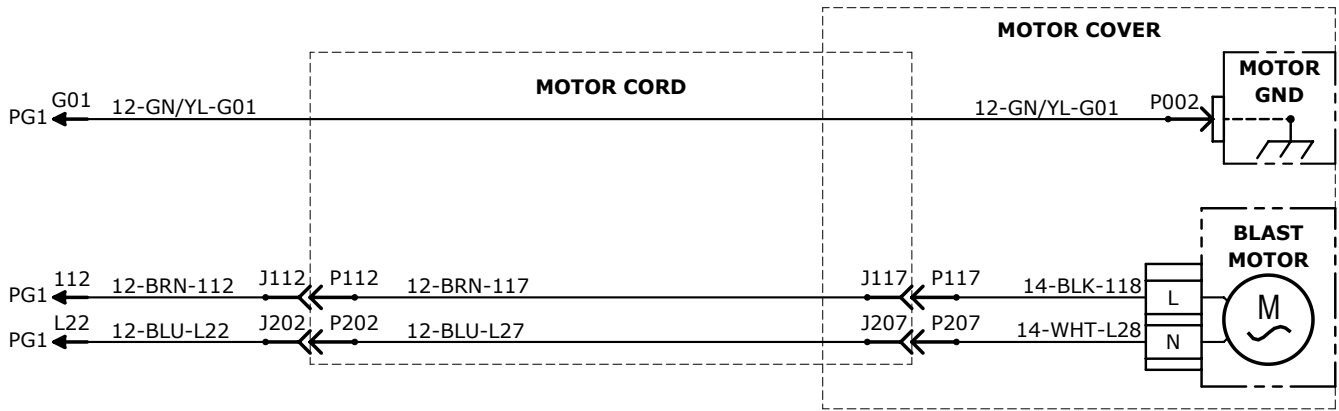 MOTOR COVER
MOTOR CORD
MOTOR
GND
PG1 G01 12-GN/YL-G01 12-GN/YL-G01 P002
BLAST
MOTOR
PG1 112 12-BRN-112 J112 P112 12-BRN-117 J117 P117 14-BLK-118 L
M
PG1 L22 12-BLU-L22 J202 P202 12-BLU-L27 J207 P207 14-WHT-L28 N